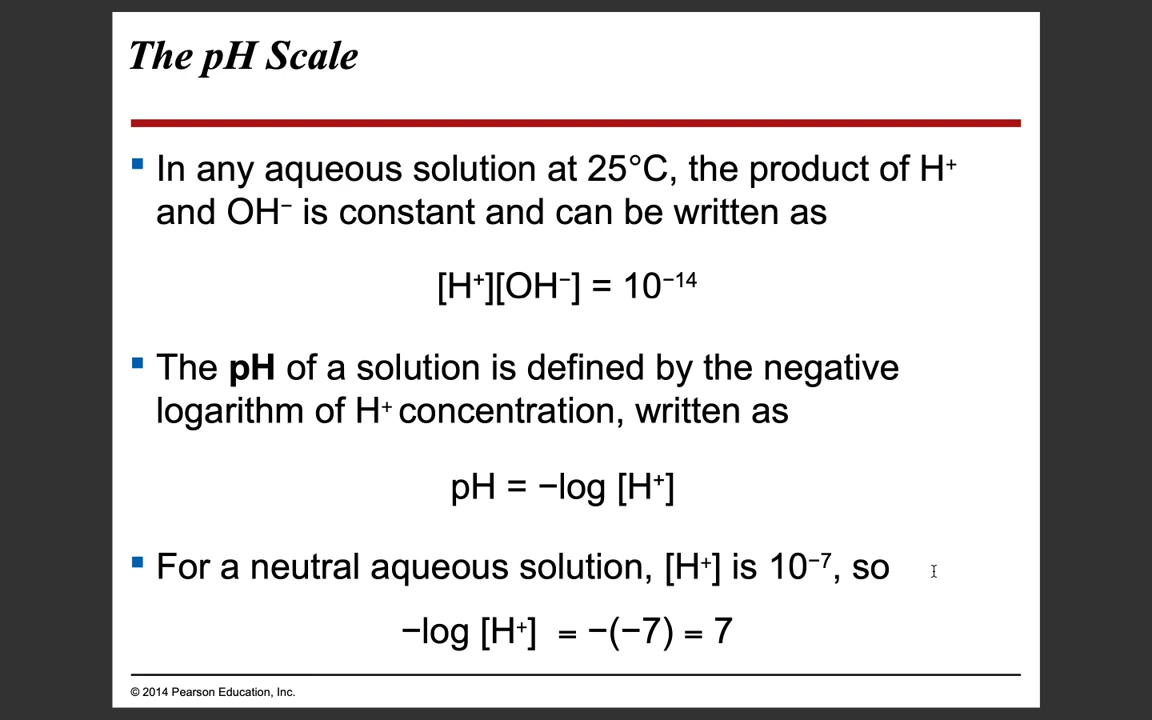 The pH Scale
▪ In any aqueous solution at 25°C, the product of H⁺
and OH⁻ is constant and can be written as
[H⁺][OH⁻] = 10⁻¹⁴
▪ The pH of a solution is defined by the negative
logarithm of H⁺ concentration, written as
pH = −log [H⁺]
▪ For a neutral aqueous solution, [H⁺] is 10⁻⁷, so
−log [H⁺] = −(−7) = 7
© 2014 Pearson Education, Inc.